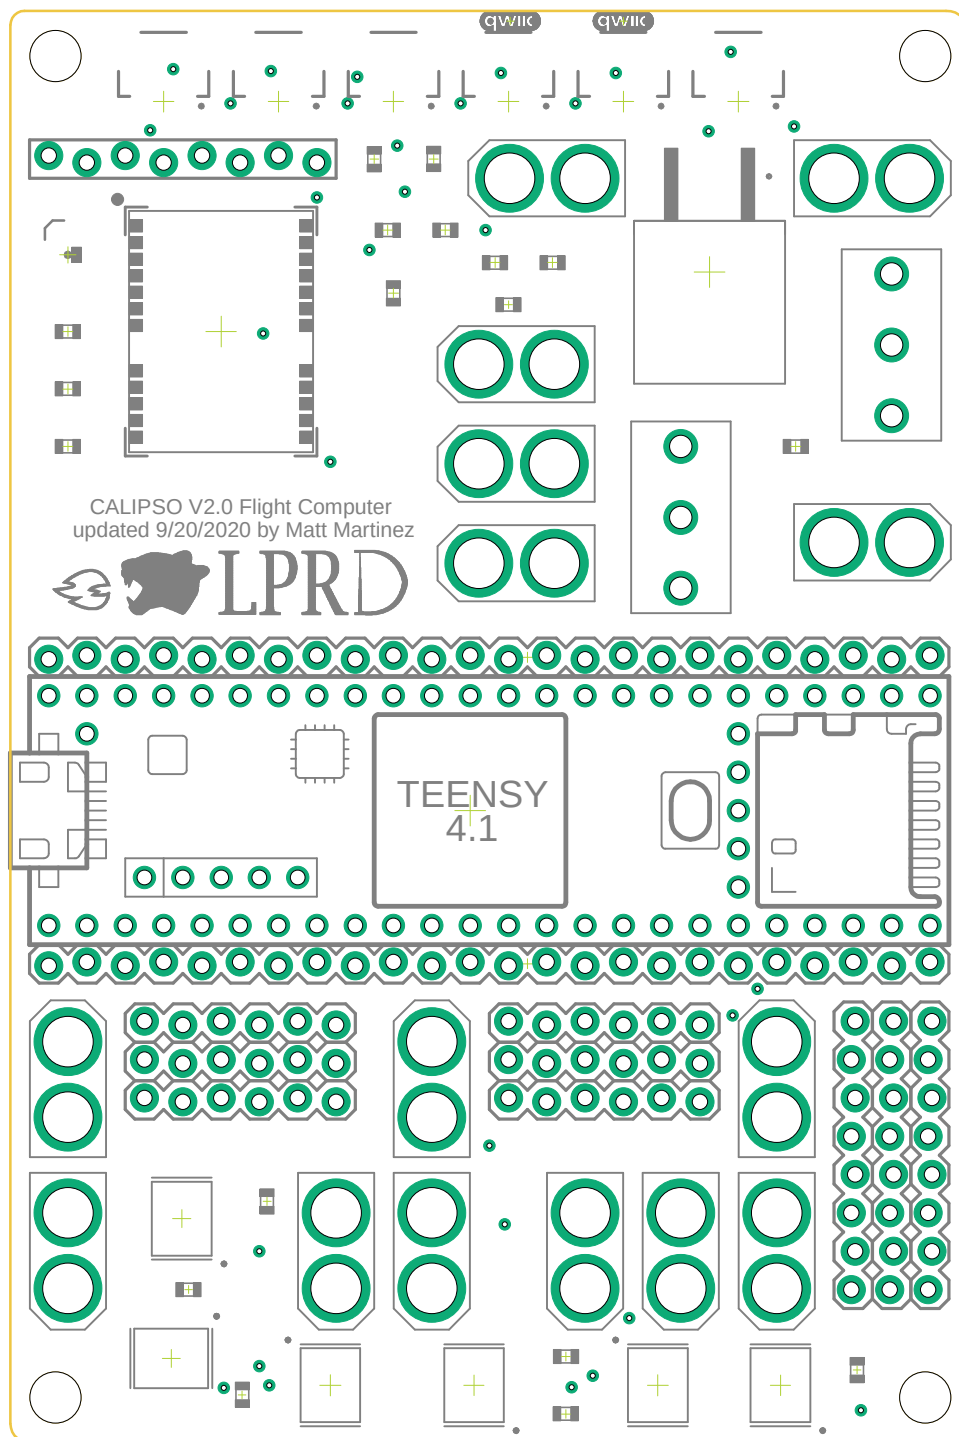 qwiic qwiic
CALIPSO V2.0 Flight Computer
updated 9/20/2020 by Matt Martinez
LPRD
TEENSY
4.1